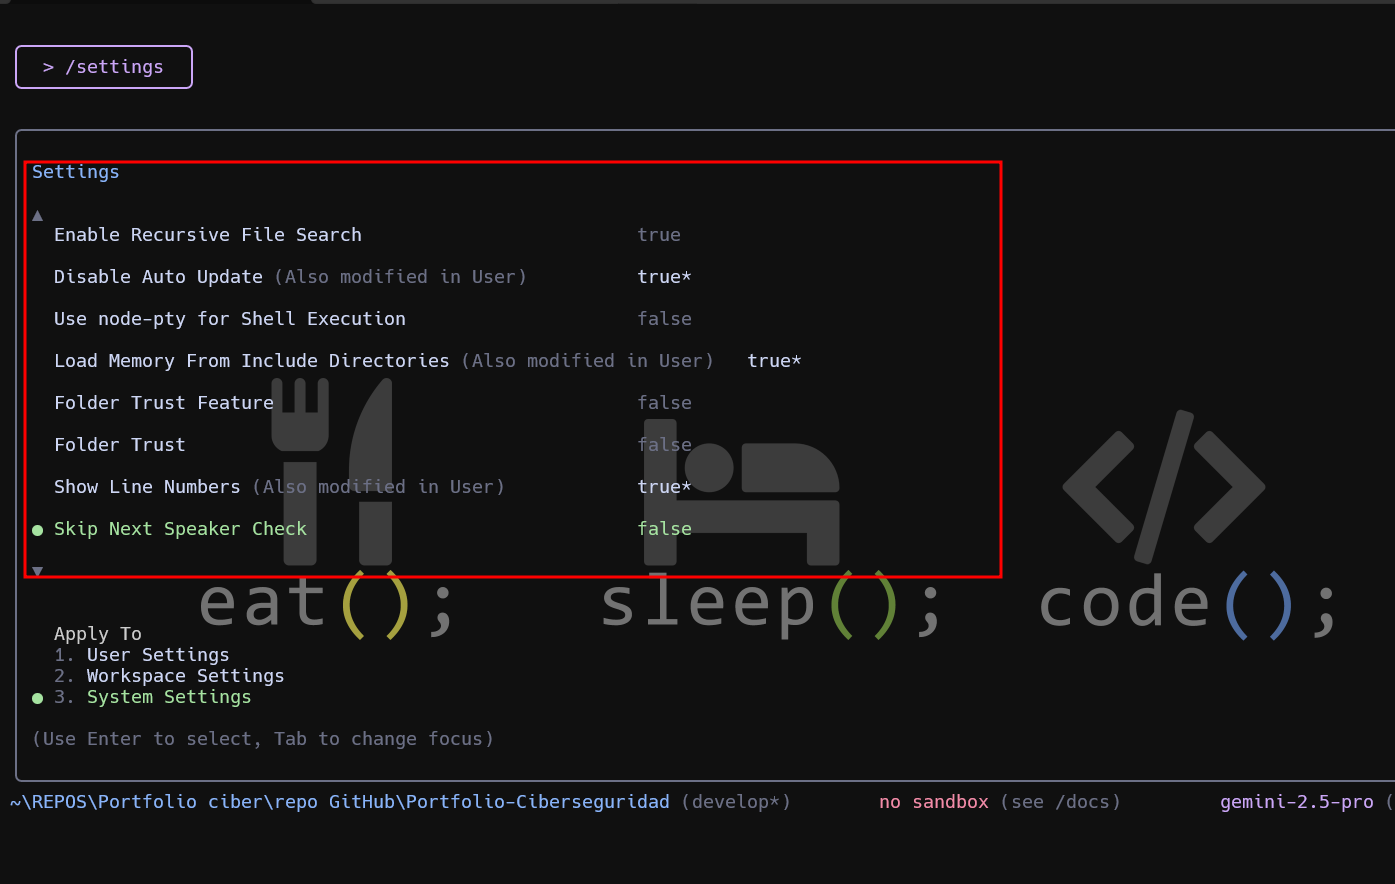 > /settings
Settings
▲
Enable Recursive File Search true
Disable Auto Update (Also modified in User) true*
Use node-pty for Shell Execution false
Load Memory From Include Directories (Also modified in User) true*
Folder Trust Feature false
Folder Trust false
Show Line Numbers (Also modified in User) true*
● Skip Next Speaker Check false
▼
eat(); sleep(); code();
Apply To
1. User Settings
2. Workspace Settings
● 3. System Settings
(Use Enter to select, Tab to change focus)
~\REPOS\Portfolio ciber\repo GitHub\Portfolio-Ciberseguridad (develop*) no sandbox (see /docs) gemini-2.5-pro (